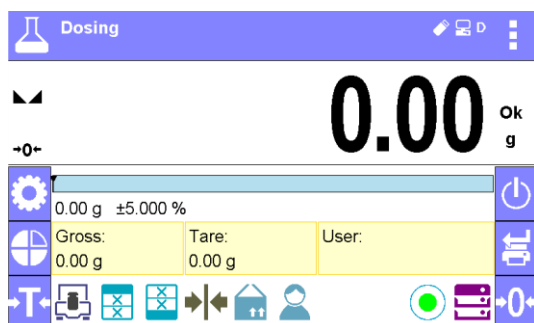 Dosing
D
0.00
Ok
g
→0←
0.00 g ±5.000 %
Gross: Tare: User:
0.00 g 0.00 g
→T← →0←